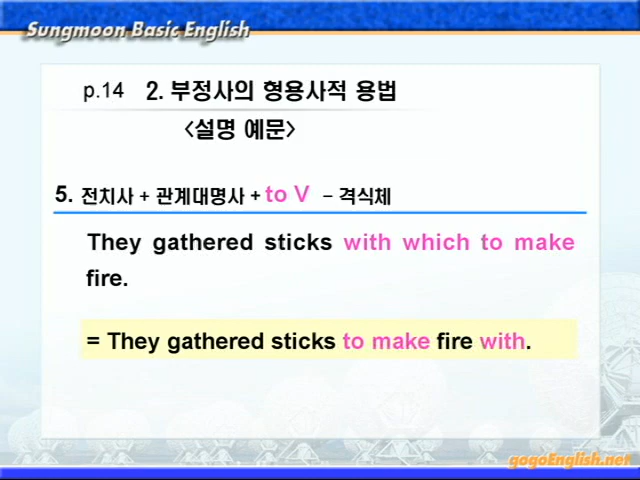 Sungmoon Basic English
p.14 2. 부정사의 형용사적 용법
<설명 예문>
5. 전치사 + 관계대명사 + to V – 격식체
They gathered sticks with which to make
fire.
= They gathered sticks to make fire with.
gogoEnglish.net